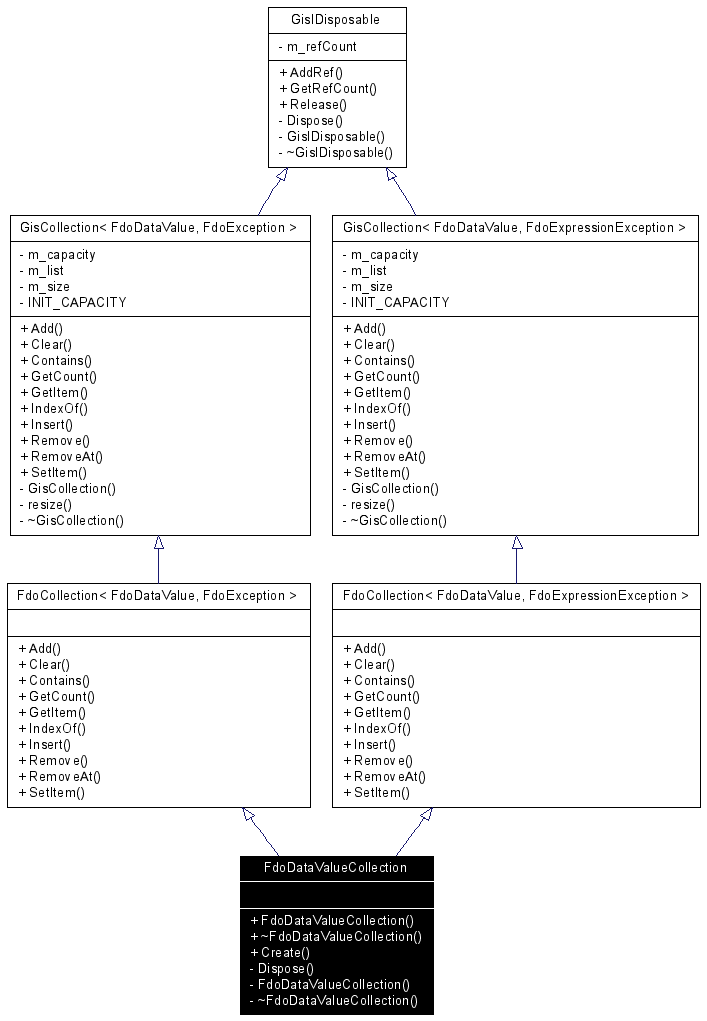 GisIDisposable
- m_refCount
+ AddRef()
+ GetRefCount()
+ Release()
- Dispose()
- GisIDisposable()
- ~GisIDisposable()
GisCollection< FdoDataValue, FdoException >
- m_capacity
- m_list
- m_size
- INIT_CAPACITY
+ Add()
+ Clear()
+ Contains()
+ GetCount()
+ GetItem()
+ IndexOf()
+ Insert()
+ Remove()
+ RemoveAt()
+ SetItem()
- GisCollection()
- resize()
- ~GisCollection()
GisCollection< FdoDataValue, FdoExpressionException >
- m_capacity
- m_list
- m_size
- INIT_CAPACITY
+ Add()
+ Clear()
+ Contains()
+ GetCount()
+ GetItem()
+ IndexOf()
+ Insert()
+ Remove()
+ RemoveAt()
+ SetItem()
- GisCollection()
- resize()
- ~GisCollection()
FdoCollection< FdoDataValue, FdoException >
+ Add()
+ Clear()
+ Contains()
+ GetCount()
+ GetItem()
+ IndexOf()
+ Insert()
+ Remove()
+ RemoveAt()
+ SetItem()
FdoCollection< FdoDataValue, FdoExpressionException >
+ Add()
+ Clear()
+ Contains()
+ GetCount()
+ GetItem()
+ IndexOf()
+ Insert()
+ Remove()
+ RemoveAt()
+ SetItem()
FdoDataValueCollection
+ FdoDataValueCollection()
+ ~FdoDataValueCollection()
+ Create()
- Dispose()
- FdoDataValueCollection()
- ~FdoDataValueCollection()